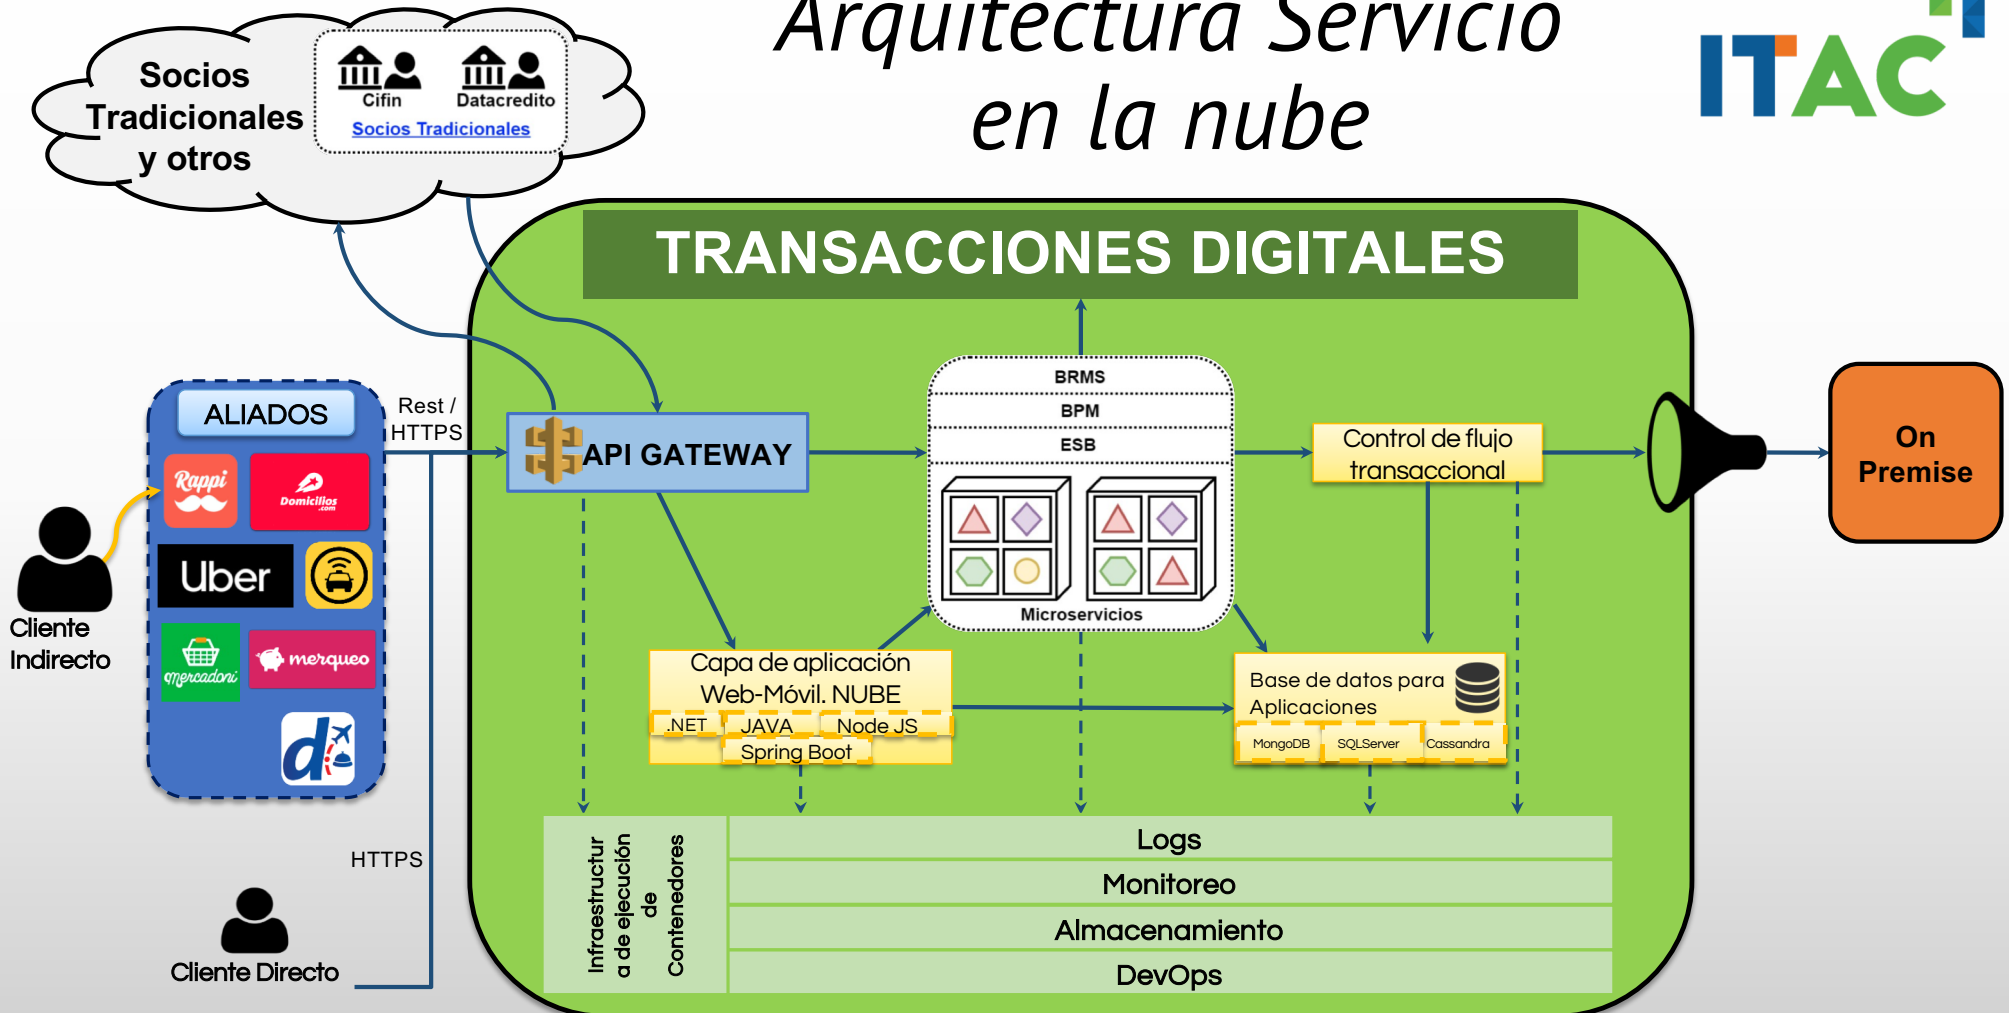 Arquitectura Servicio
en la nube
ITAC
Socios
Tradicionales
y otros
Cifin
Datacredito
Socios Tradicionales
TRANSACCIONES DIGITALES
ALIADOS
Rappi
Domicilios
.com
Uber
mercadoni
merqueo
d
Cliente
Indirecto
Rest /
HTTPS
HTTPS
Cliente Directo
API GATEWAY
BRMS
BPM
ESB
Microservicios
Control de flujo
transaccional
On
Premise
Capa de aplicación
Web-Móvil. NUBE
.NET
JAVA
Node JS
Spring Boot
Base de datos para
Aplicaciones
MongoDB
SQLServer
Cassandra
Infraestructur
a de ejecución
de
Contenedores
Logs
Monitoreo
Almacenamiento
DevOps